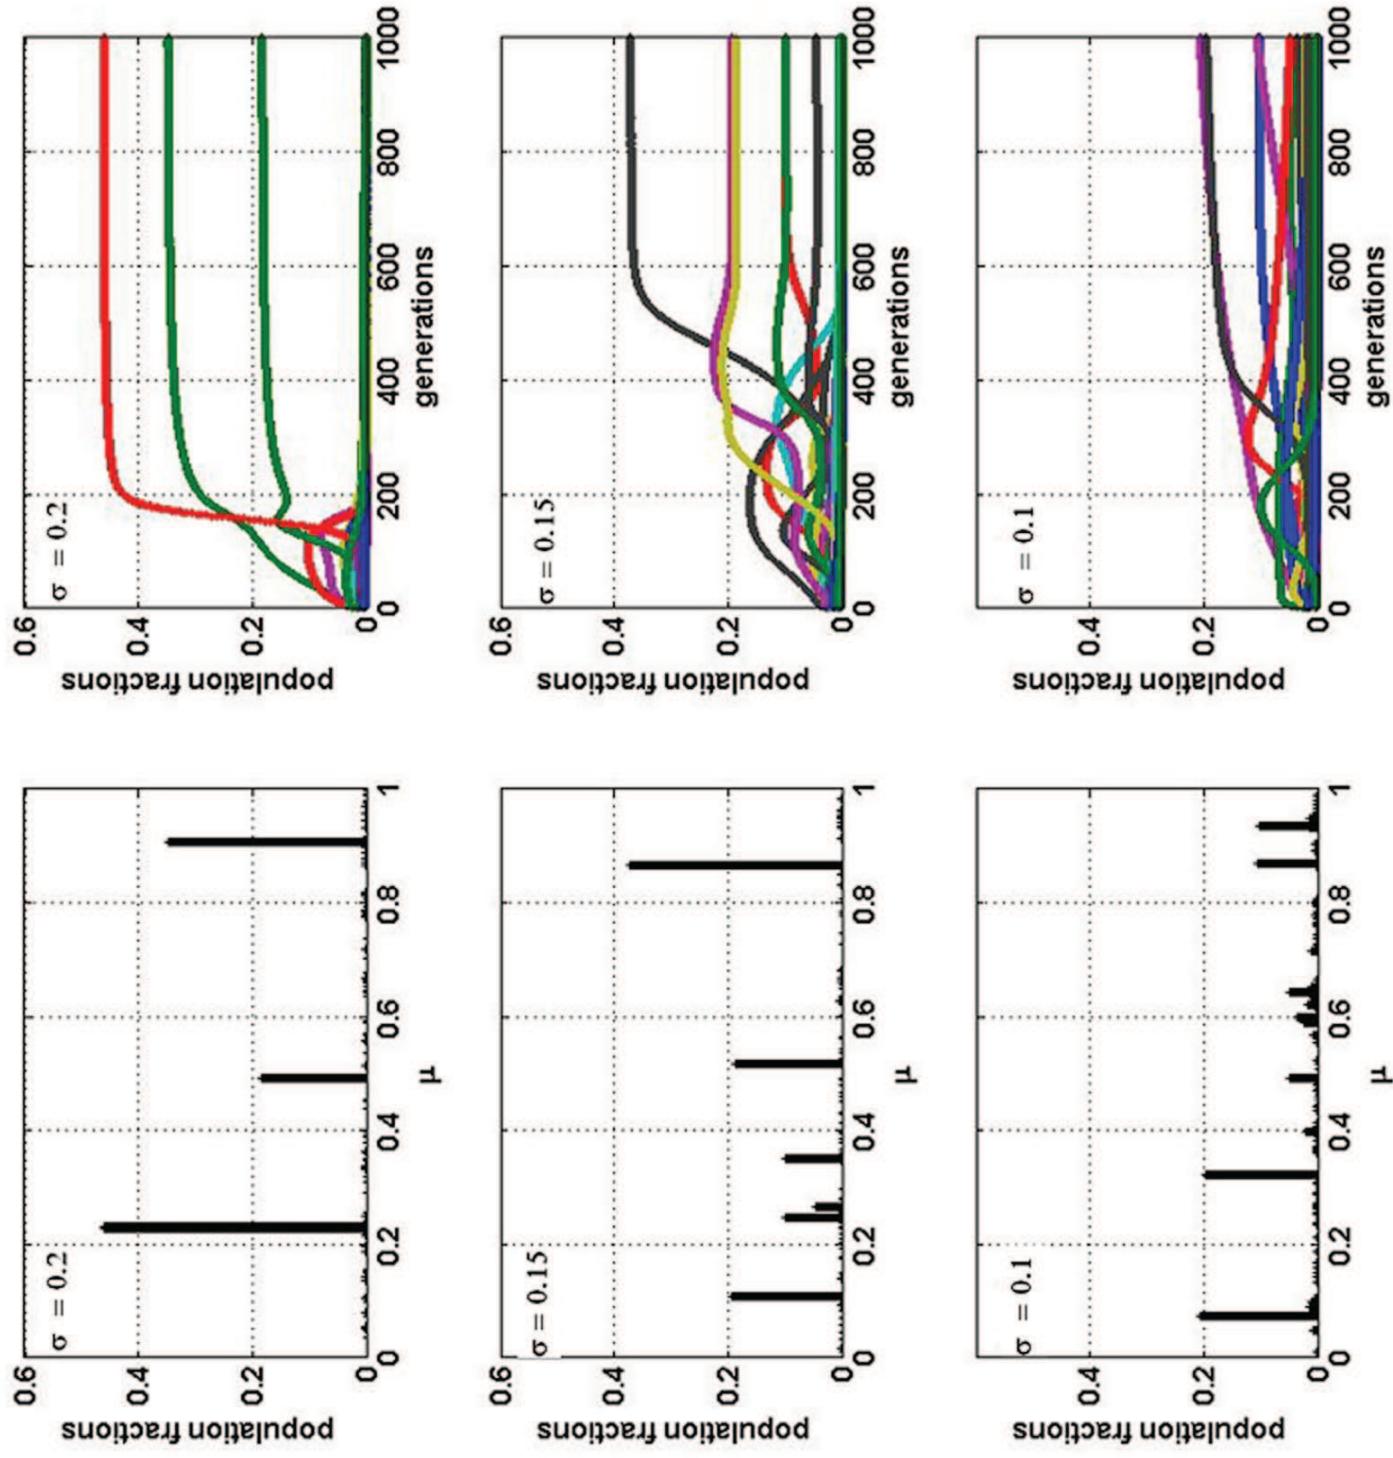 population fractions
0.6
0.4
0.2
0
σ = 0.2
0 0.2 0.4 0.6 0.8 1
μ
population fractions
0.6
0.4
0.2
0
σ = 0.2
0 200 400 600 800 1000
generations
population fractions
0.6
0.4
0.2
0
σ = 0.15
0 0.2 0.4 0.6 0.8 1
μ
population fractions
0.6
0.4
0.2
0
σ = 0.15
0 200 400 600 800 1000
generations
population fractions
0.4
0.2
0
σ = 0.1
0 0.2 0.4 0.6 0.8 1
μ
population fractions
0.4
0.2
0
σ = 0.1
0 200 400 600 800 1000
generations